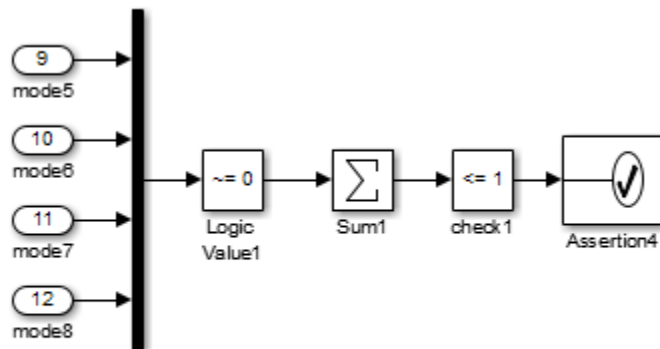 9
mode5
10
mode6
11
mode7
12
mode8
~= 0
Logic
Value1
Σ
Sum1
<= 1
check1
Assertion4